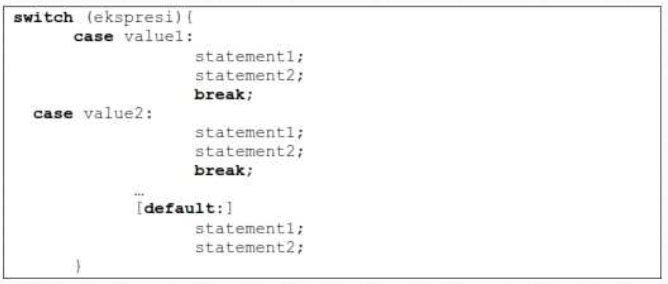 switch (ekspresi){
case value1:
statement1;
statement2;
break;
case value2:
statement1;
statement2;
break;
…
[default:]
statement1;
statement2;
}